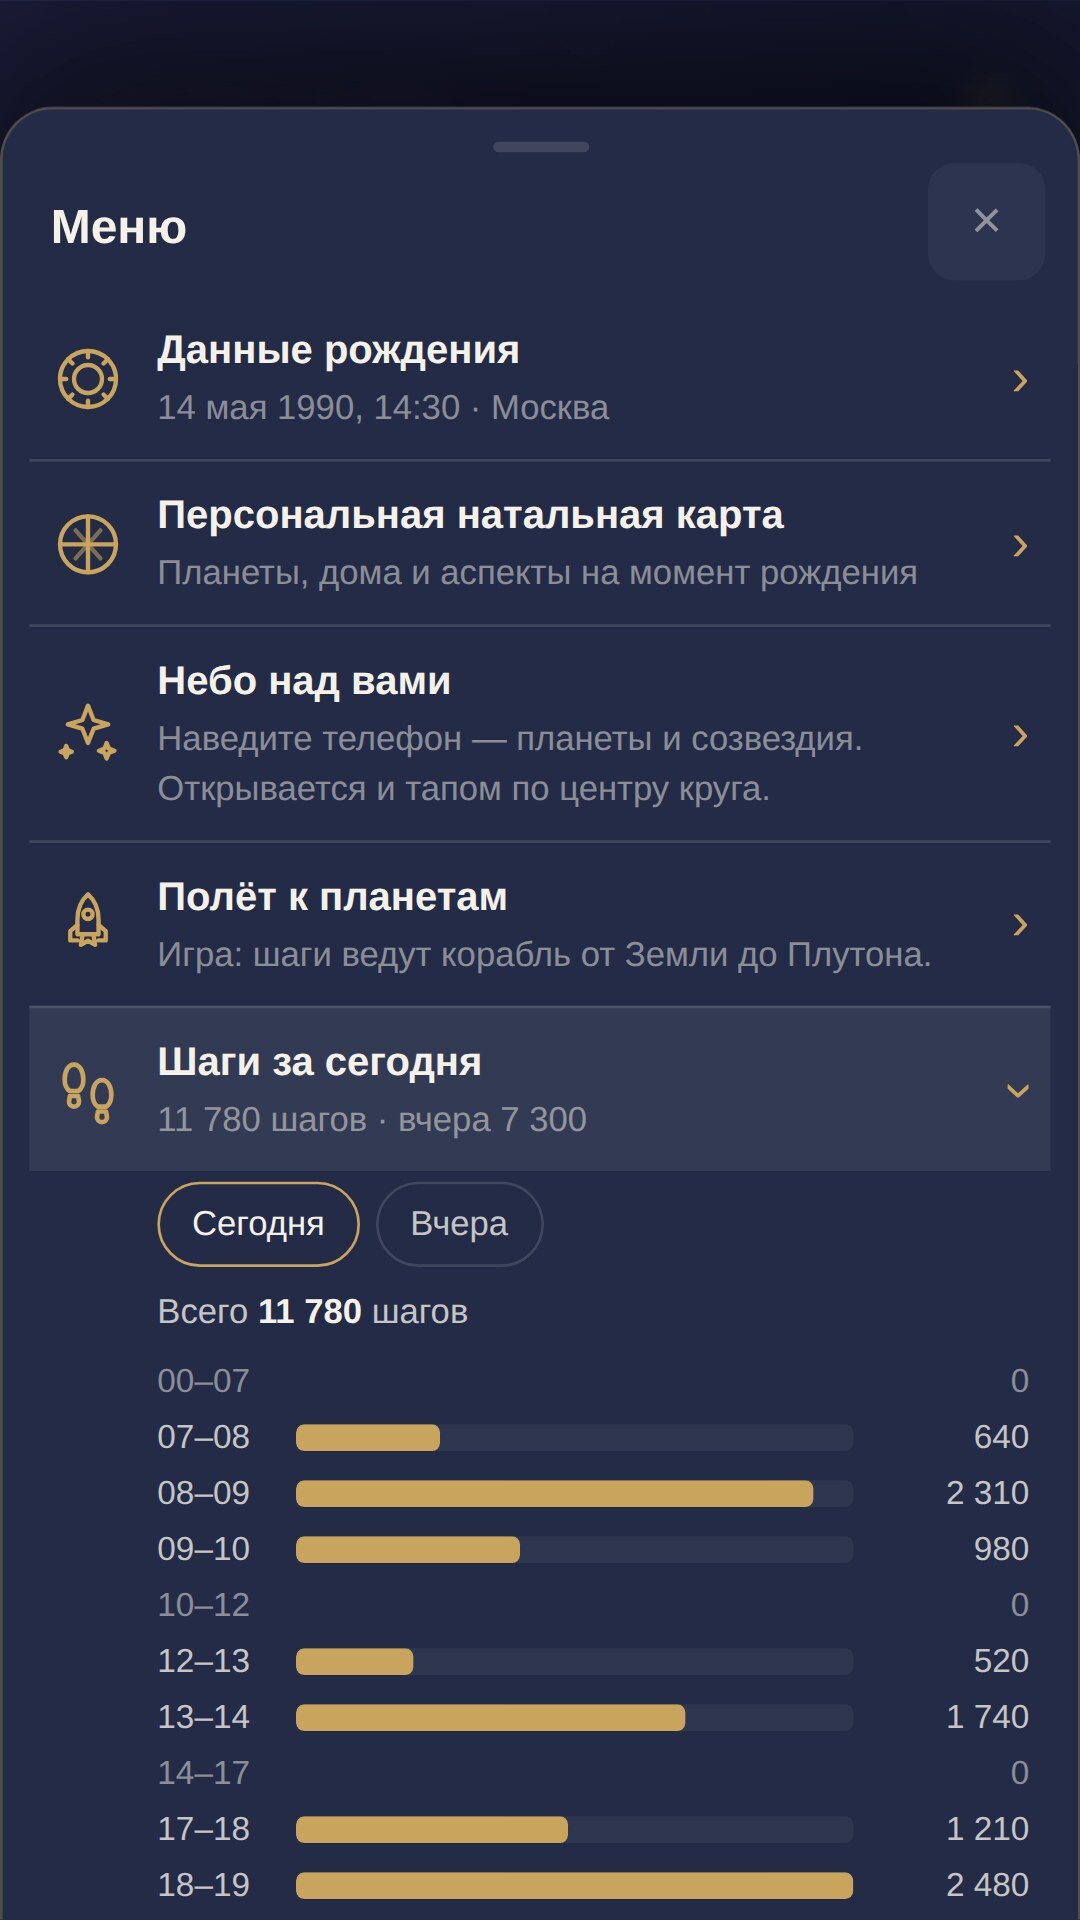 Меню
×
Данные рождения
14 мая 1990, 14:30 · Москва
Персональная натальная карта
Планеты, дома и аспекты на момент рождения
Небо над вами
Наведите телефон — планеты и созвездия.
Открывается и тапом по центру круга.
Полёт к планетам
Игра: шаги ведут корабль от Земли до Плутона.
Шаги за сегодня
11 780 шагов · вчера 7 300
Сегодня Вчера
Всего 11 780 шагов
00–07 0
07–08 640
08–09 2 310
09–10 980
10–12 0
12–13 520
13–14 1 740
14–17 0
17–18 1 210
18–19 2 480